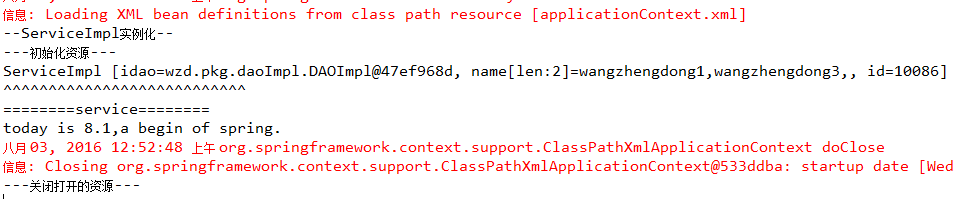 信息: Loading XML bean definitions from class path resource [applicationContext.xml]
--ServiceImpl实例化--
---初始化资源---
ServiceImpl [idao=wzd.pkg.daoImpl.DAOImpl@47ef968d, name[len:2]=wangzhengdong1,wangzhengdong3,, id=10086]
^^^^^^^^^^^^^^^^^^^^^^^^^^^
========service========
today is 8.1,a begin of spring.
八月 03, 2016 12:52:48 上午 org.springframework.context.support.ClassPathXmlApplicationContext doClose
信息: Closing org.springframework.context.support.ClassPathXmlApplicationContext@533ddba: startup date [Wed
---关闭打开的资源---